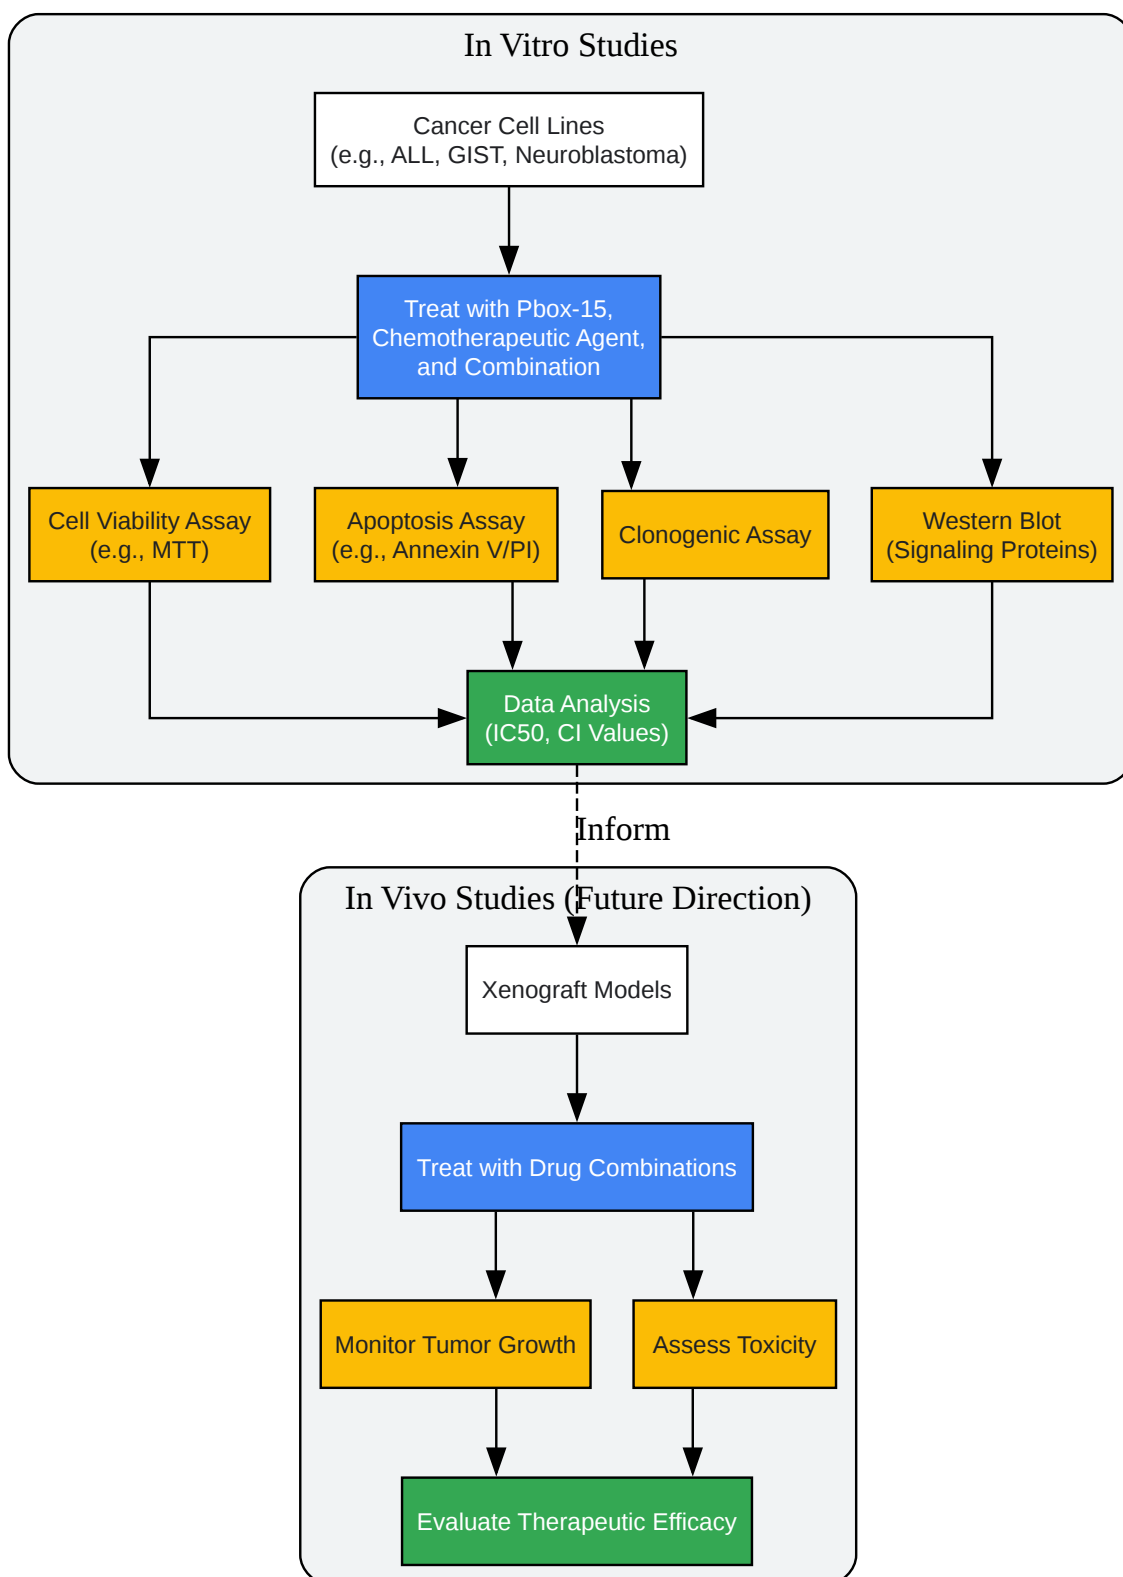 In Vitro Studies
Cancer Cell Lines
(e.g., ALL, GIST, Neuroblastoma)
Treat with Pbox-15,
Chemotherapeutic Agent,
and Combination
Cell Viability Assay
(e.g., MTT)
Apoptosis Assay
(e.g., Annexin V/PI)
Clonogenic Assay
Western Blot
(Signaling Proteins)
Data Analysis
(IC50, CI Values)
Inform
In Vivo Studies (Future Direction)
Xenograft Models
Treat with Drug Combinations
Monitor Tumor Growth
Assess Toxicity
Evaluate Therapeutic Efficacy